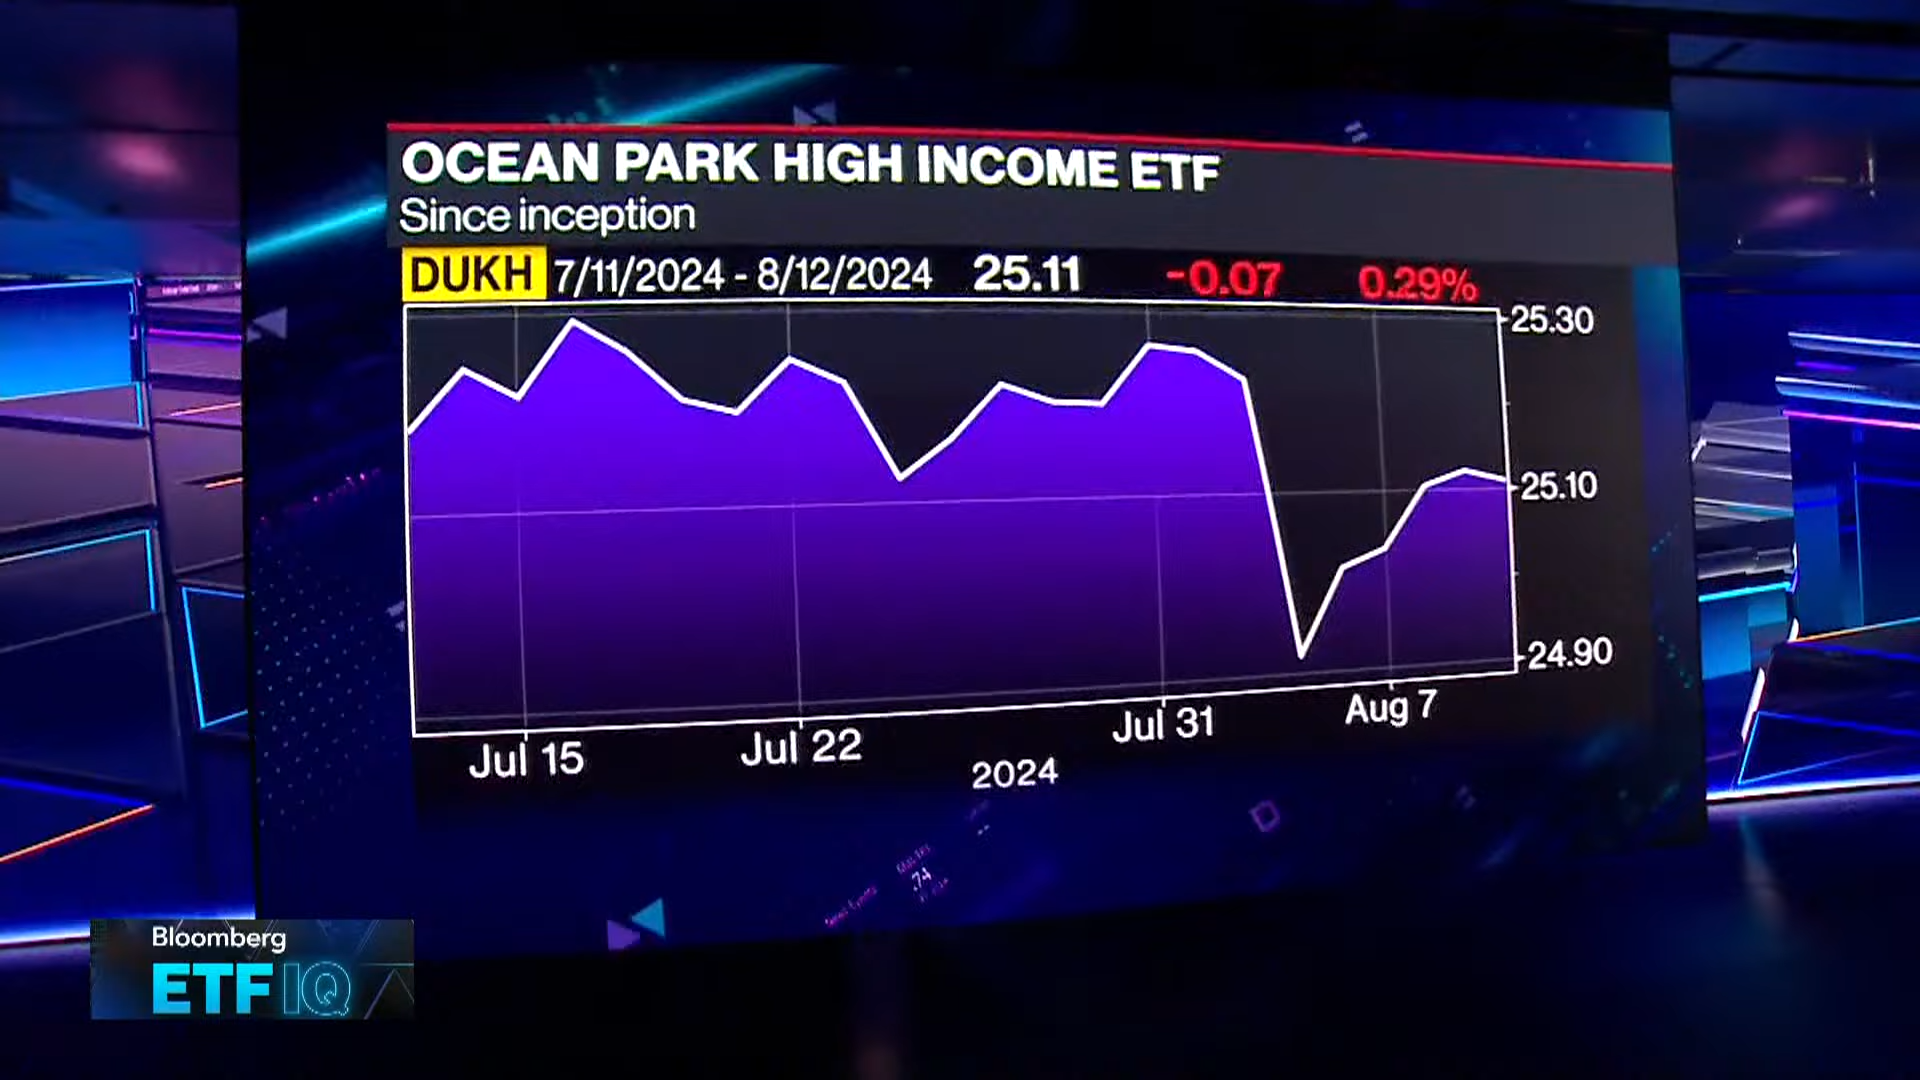 OCEAN PARK HIGH INCOME ETF
Since inception
DUKH 7/11/2024 - 8/12/2024 25.11 -0.07 0.29%
25.30
25.10
24.90
Jul 15 Jul 22 Jul 31 Aug 7
2024
.74
Bloomberg
ETF IQ